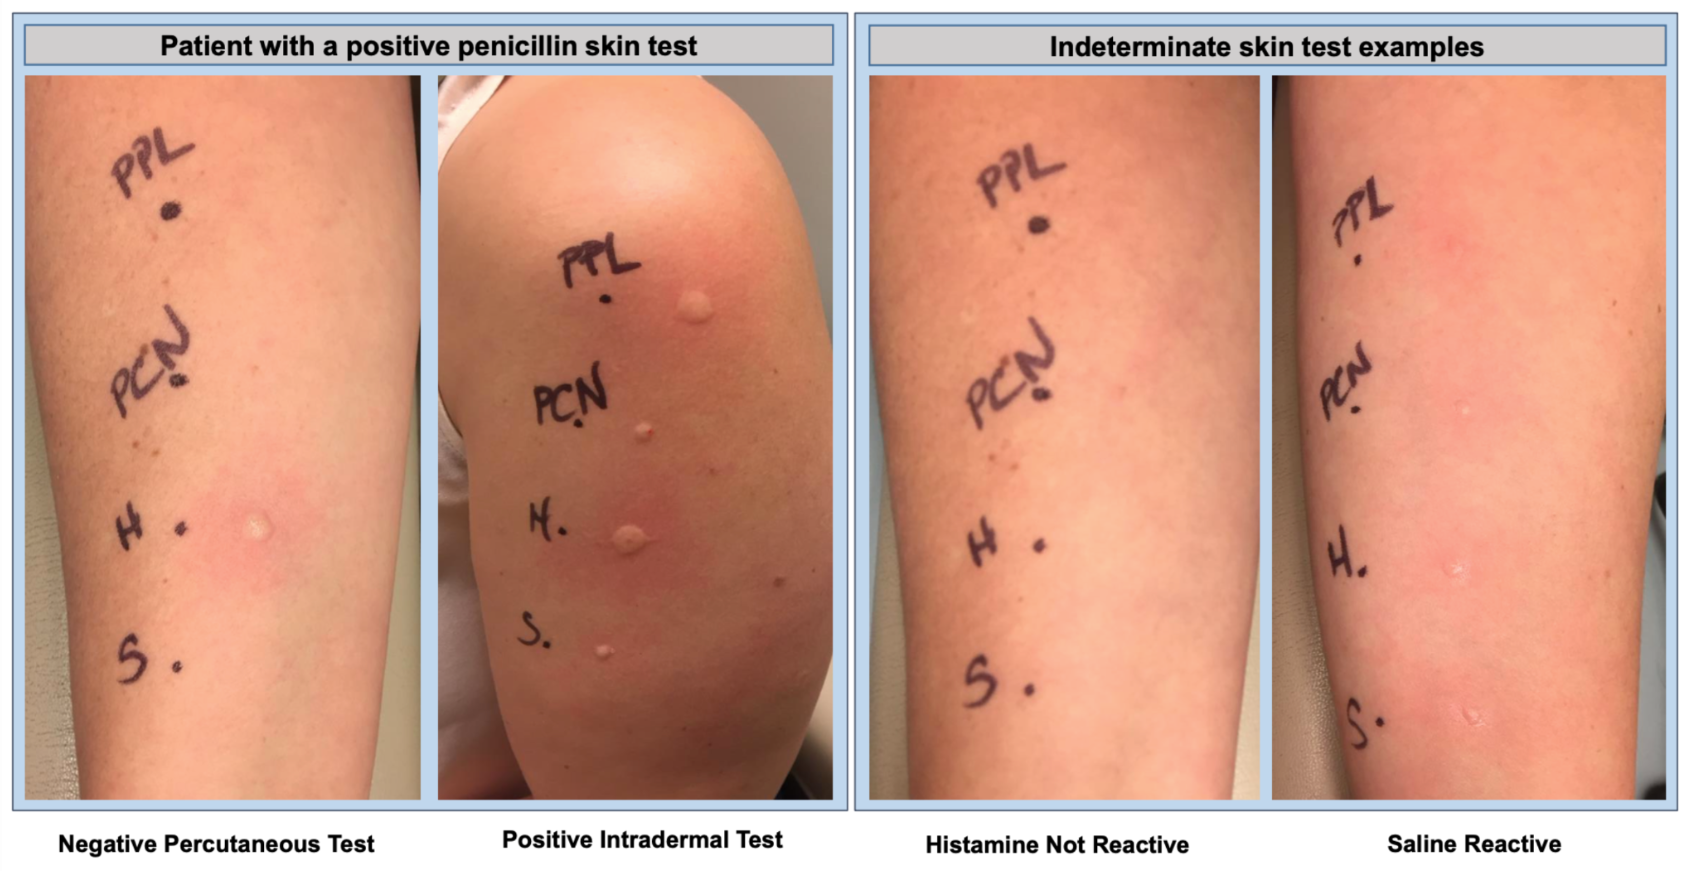 Patient with a positive penicillin skin test
Indeterminate skin test examples
PPL
PCN
H
S
PPL
PCN
H.
S.
PPL
PCN
H
S
PPL
PCN
H.
S.
Negative Percutaneous Test
Positive Intradermal Test
Histamine Not Reactive
Saline Reactive